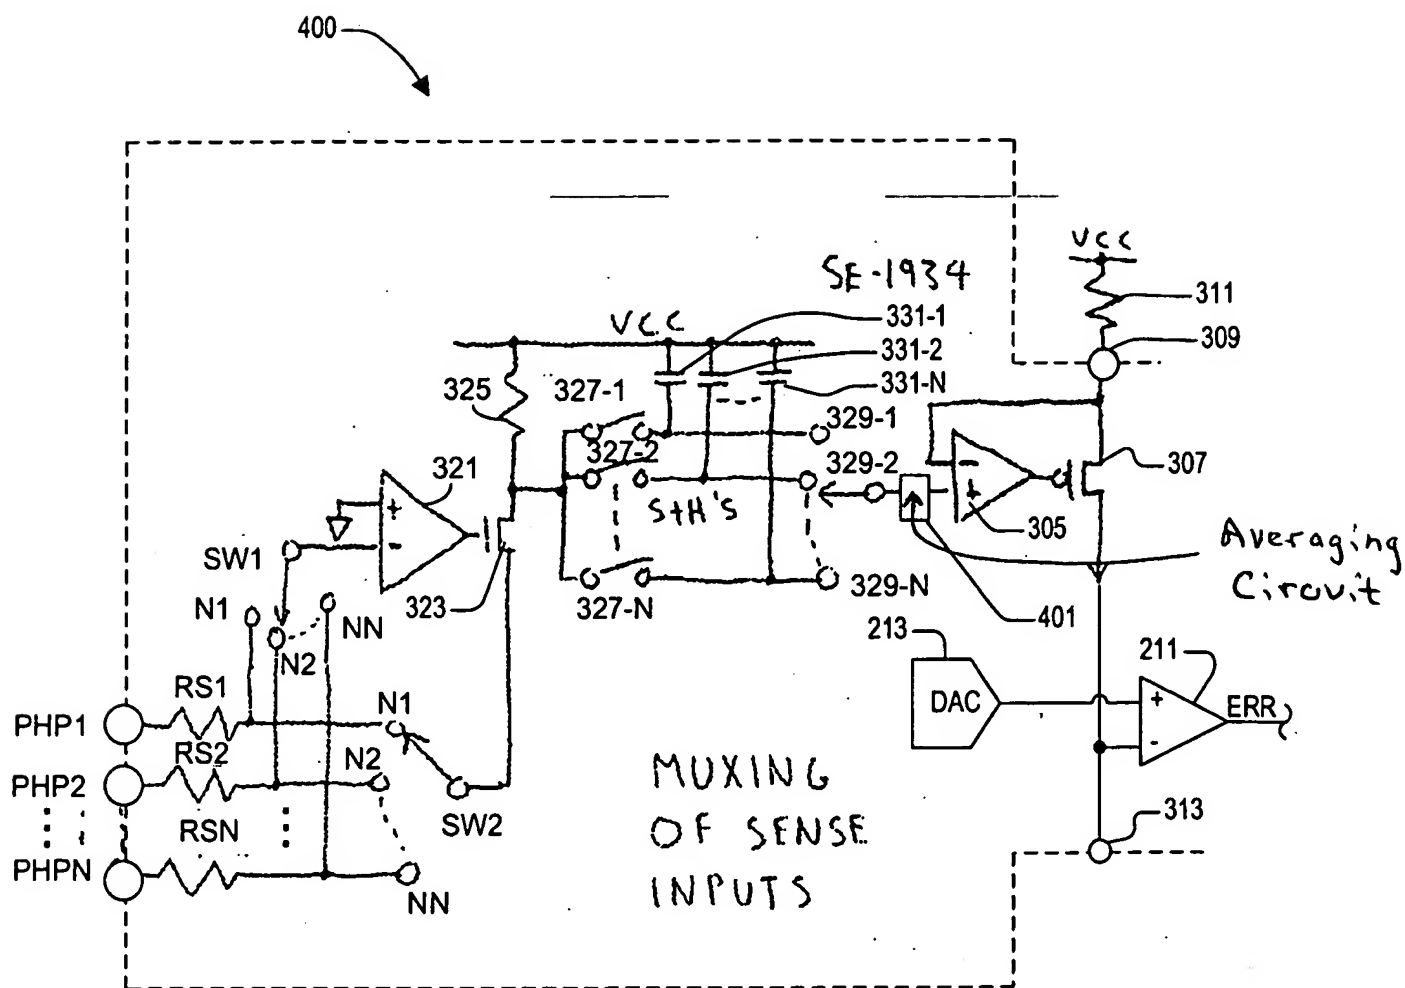 400
SE-1934
VCC
311
309
VCC
331-1
331-2
331-N
325
327-1
327-2
329-1
329-2
307
321
+
-
S+H's
-
+
305
Averaging
Circuit
SW1
323
327-N
329-N
401
N1
N2
NN
213
211
RS1
N1
DAC
+
-
ERR
PHP1
RS2
N2
PHP2
RSN
SW2
PHPN
NN
MUXING
OF SENSE
INPUTS
313